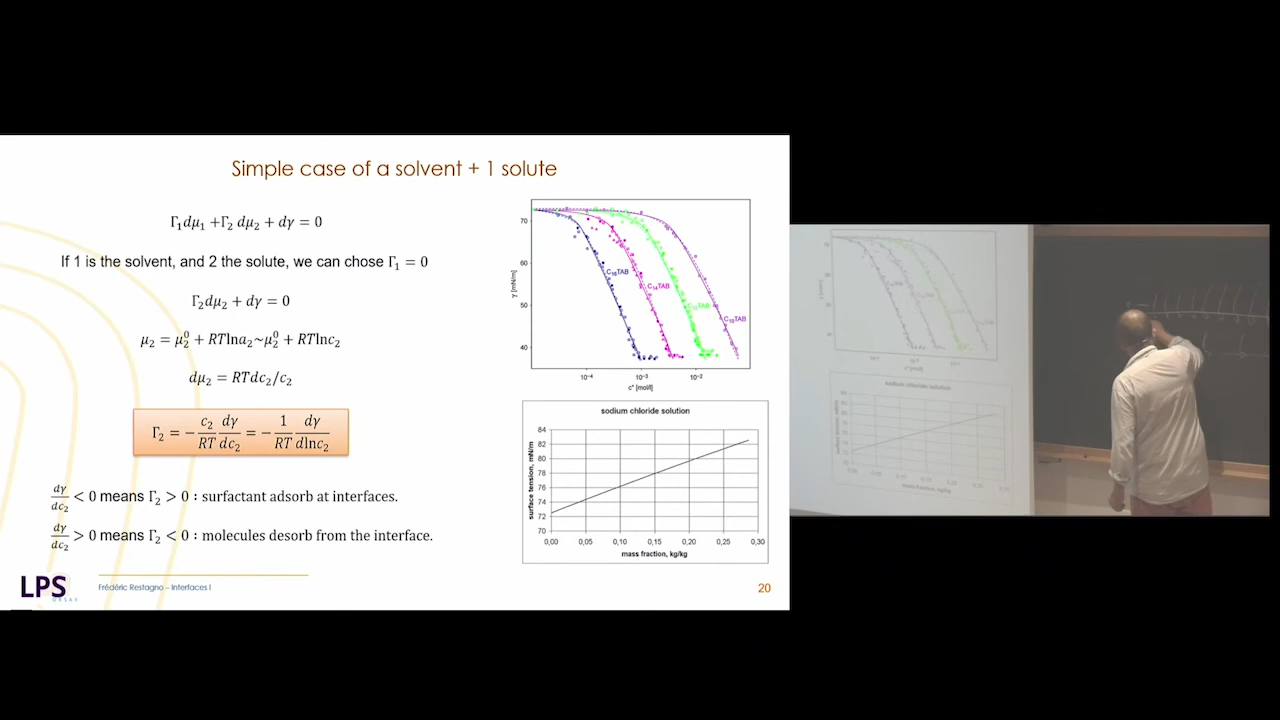 Simple case of a solvent + 1 solute
Γ₁dμ₁ +Γ₂ dμ₂ + dγ = 0
If 1 is the solvent, and 2 the solute, we can chose Γ₁ = 0
Γ₂dμ₂ + dγ = 0
μ₂ = μ₂⁰ + RTlna₂~μ₂⁰ + RTlnc₂
dμ₂ = RTdc₂/c₂
Γ₂ = − c₂/RT dγ/dc₂ = − 1/RT dγ/dlnc₂
dγ/dc₂ < 0 means Γ₂ > 0 : surfactant adsorb at interfaces.
dγ/dc₂ > 0 means Γ₂ < 0 : molecules desorb from the interface.
γ [mN/m]
70
60
50
40
C₁₆TAB
C₁₄TAB
C₁₂TAB
C₁₀TAB
10⁻⁴ 10⁻³ 10⁻²
c* [mol/l]
sodium chloride solution
surface tension, mN/m
84
82
80
78
76
74
72
70
0,00 0,05 0,10 0,15 0,20 0,25 0,30
mass fraction, kg/kg
LPS
ORSAY
Frédéric Restagno – Interfaces I
20
sodium chloride solution